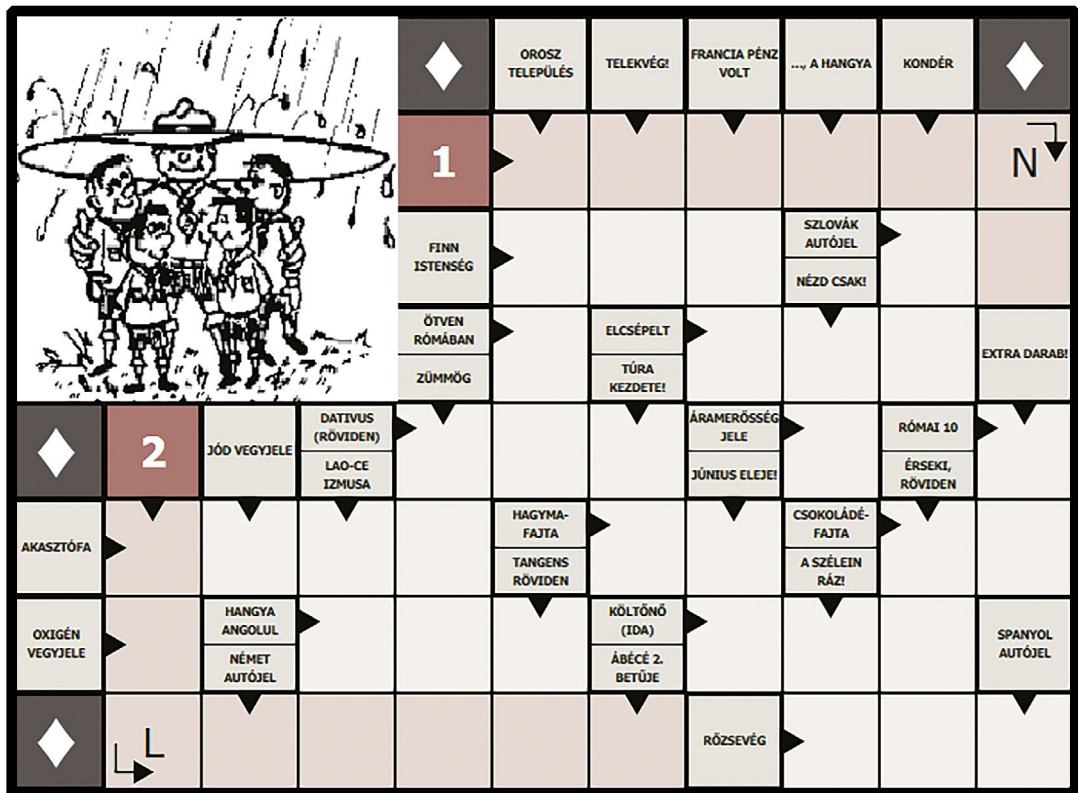 OROSZ
TELEPÜLÉS
TELEKVÉG!
FRANCIA PÉNZ
VOLT
..., A HANGYA
KONDÉR
1
N
FINN
ISTENSÉG
SZLOVÁK
AUTÓJEL
NÉZD CSAK!
ÖTVEN
RÓMÁBAN
ZÜMMÖG
ELCSÉPELT
TÚRA
KEZDETE!
EXTRA DARAB!
2
JÓD VEGYJELE
DATIVUS
(RÖVIDEN)
LAO-CE
IZMUSA
ÁRAMERŐSSÉG
JELE
JÚNIUS ELEJE!
RÓMAI 10
ÉRSEKI,
RÖVIDEN
AKASZTÓFA
HAGYMA-
FAJTA
TANGENS
RÖVIDEN
CSOKOLÁDÉ-
FAJTA
A SZÉLEIN
RÁZ!
OXIGÉN
VEGYJELE
HANGYA
ANGOLUL
NÉMET
AUTÓJEL
KÖLTŐNŐ
(IDA)
ÁBÉCÉ 2.
BETŰJE
SPANYOL
AUTÓJEL
L
RŐZSEVÉG